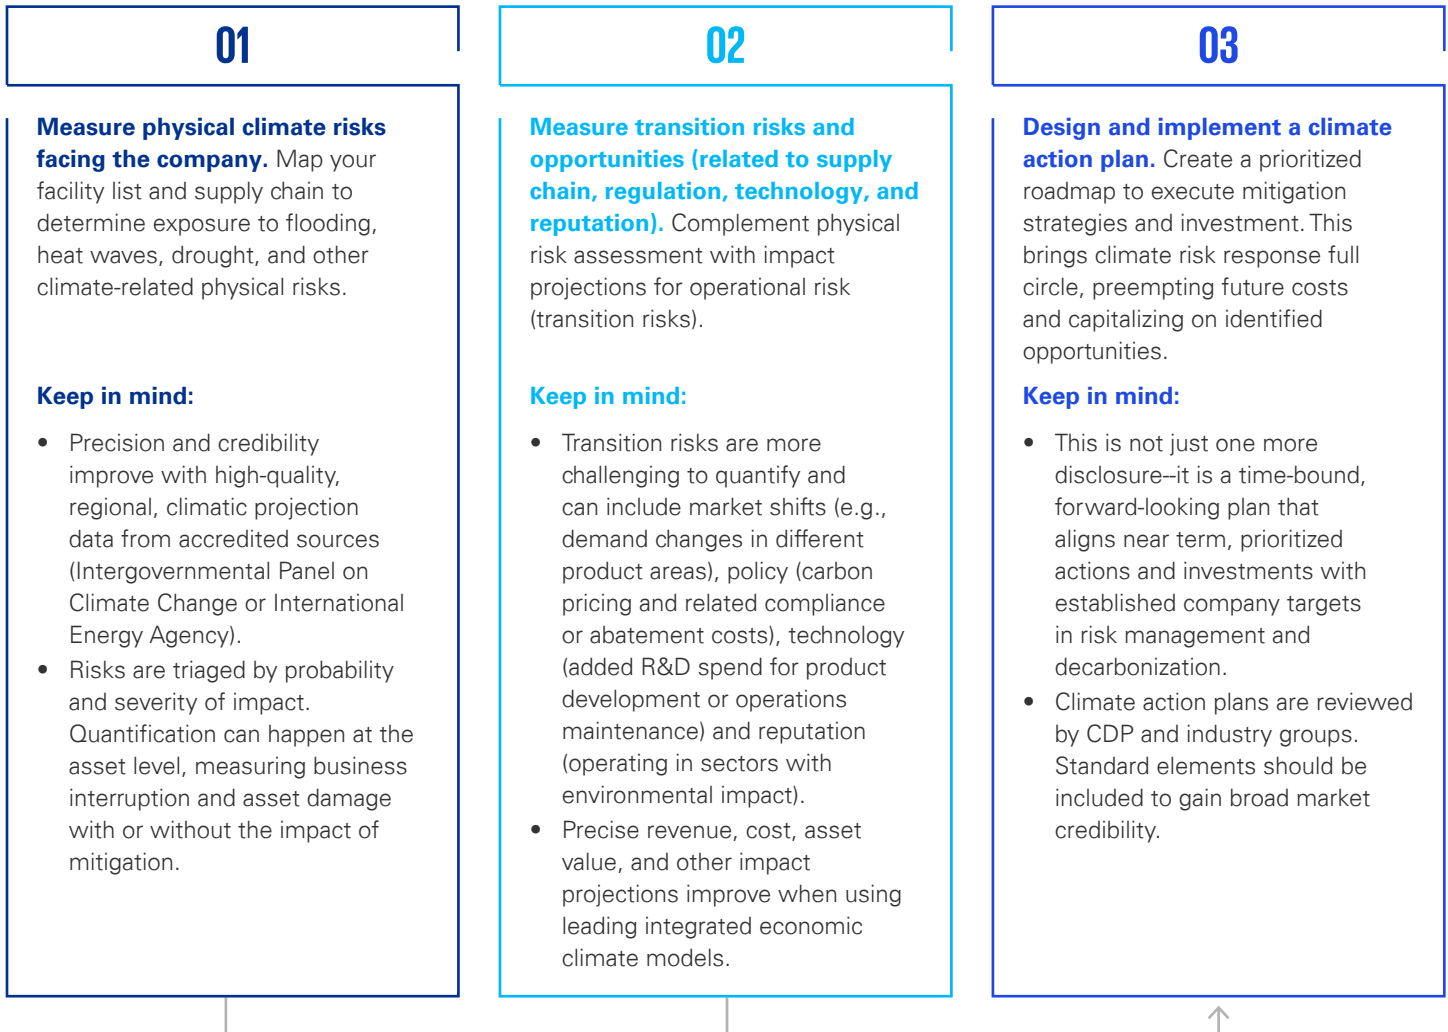 01
Measure physical climate risks
facing the company. Map your
facility list and supply chain to
determine exposure to flooding,
heat waves, drought, and other
climate-related physical risks.
Keep in mind:
• Precision and credibility
improve with high-quality,
regional, climatic projection
data from accredited sources
(Intergovernmental Panel on
Climate Change or International
Energy Agency).
• Risks are triaged by probability
and severity of impact.
Quantification can happen at the
asset level, measuring business
interruption and asset damage
with or without the impact of
mitigation.
02
Measure transition risks and
opportunities (related to supply
chain, regulation, technology, and
reputation). Complement physical
risk assessment with impact
projections for operational risk
(transition risks).
Keep in mind:
• Transition risks are more
challenging to quantify and
can include market shifts (e.g.,
demand changes in different
product areas), policy (carbon
pricing and related compliance
or abatement costs), technology
(added R&D spend for product
development or operations
maintenance) and reputation
(operating in sectors with
environmental impact).
• Precise revenue, cost, asset
value, and other impact
projections improve when using
leading integrated economic
climate models.
03
Design and implement a climate
action plan. Create a prioritized
roadmap to execute mitigation
strategies and investment. This
brings climate risk response full
circle, preempting future costs
and capitalizing on identified
opportunities.
Keep in mind:
• This is not just one more
disclosure--it is a time-bound,
forward-looking plan that
aligns near term, prioritized
actions and investments with
established company targets
in risk management and
decarbonization.
• Climate action plans are reviewed
by CDP and industry groups.
Standard elements should be
included to gain broad market
credibility.